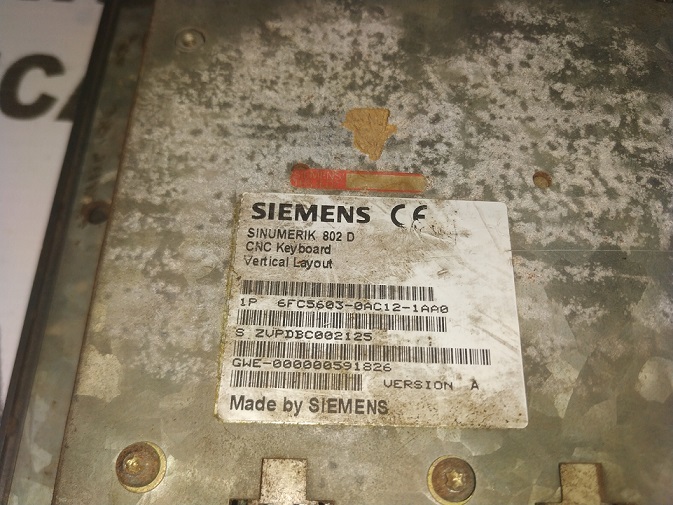 CA
SIEMENS CE
SINUMERIK 802 D
CNC Keyboard
Vertical Layout
1P 6FC5603-0AC12-1AA0
S ZVPDBC002125
GWE-000000591826
VERSION A
Made by SIEMENS